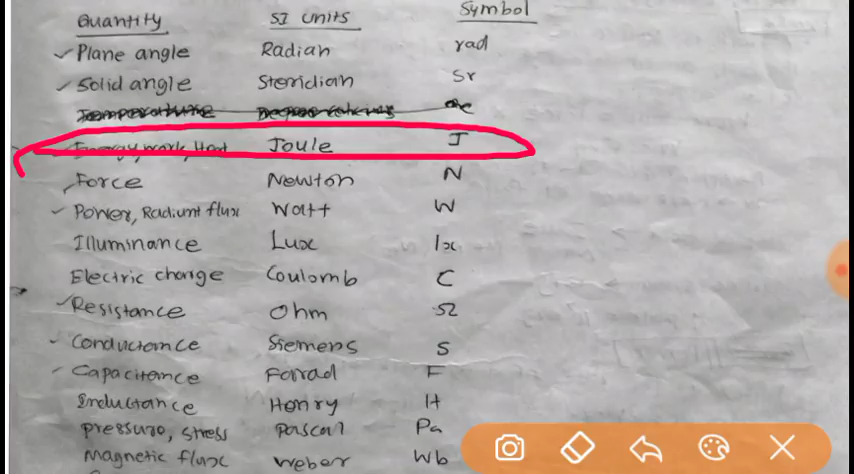 Quantity SI Units Symbol
Plane angle Radian rad
Solid angle Steridian Sr
Energy, work, Heat Joule J
Force Newton N
Power, Radiant flux Watt W
Illuminance Lux lx
Electric charge Coulomb C
Resistance Ohm Ω
Conductance Siemens S
Capacitance Farrad F
Inductance Henry H
pressure, stress pascal Pa
Magnetic flux weber Wb